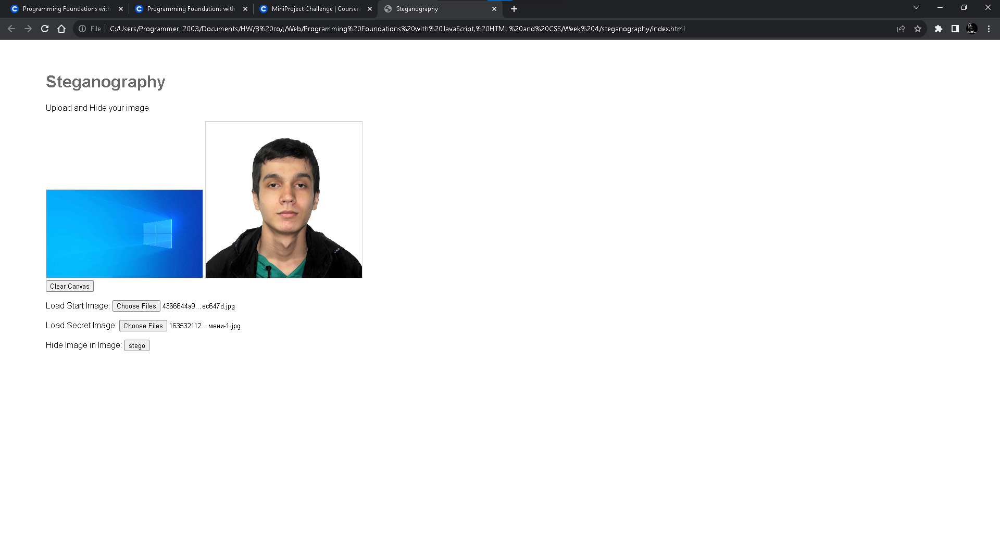 Programming Foundations with
Programming Foundations with
MiniProject Challenge | Coursera
Steganography
File
C:/Users/Programmer_2003/Documents/HW/3%20год/Web/Programming%20Foundations%20with%20JavaScript,%20HTML%20and%20CSS/Week%204/steganography/index.html
Steganography
Upload and Hide your image
Clear Canvas
Load Start Image: Choose Files 4366644a9...ec647d.jpg
Load Secret Image: Choose Files 163532112...мени-1.jpg
Hide Image in Image: stego